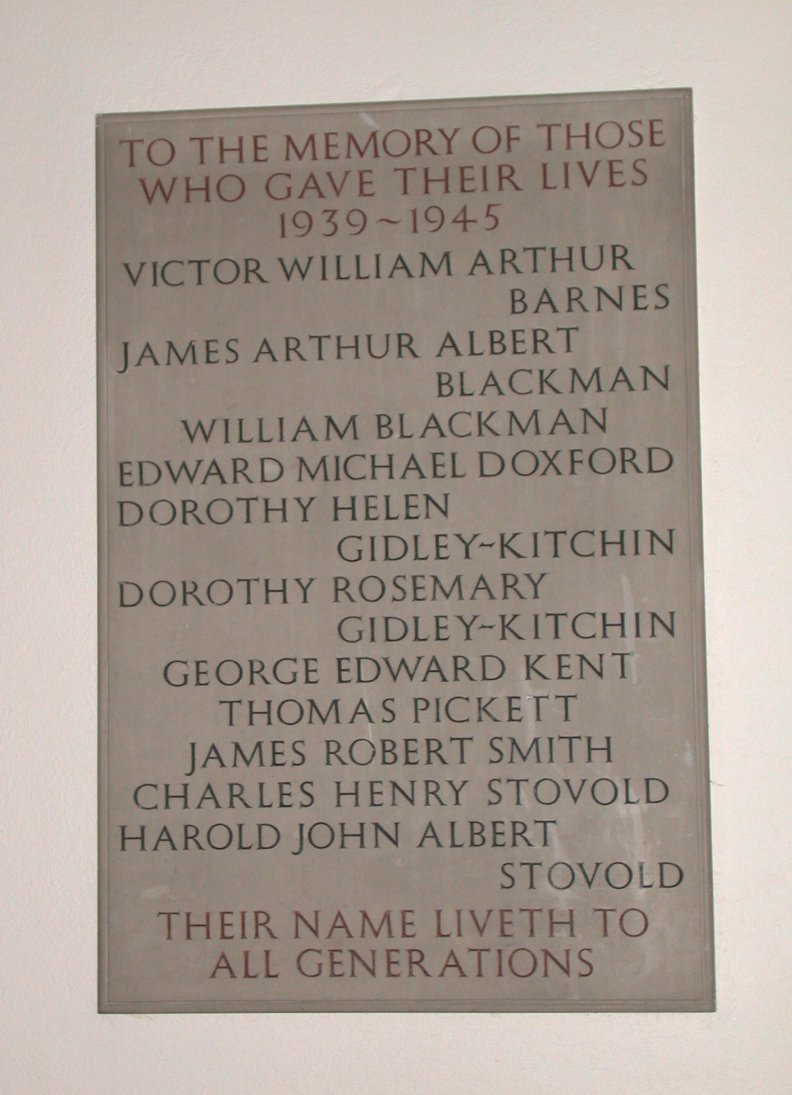 TO THE MEMORY OF THOSE
WHO GAVE THEIR LIVES
1939~1945
VICTOR WILLIAM ARTHUR
BARNES
JAMES ARTHUR ALBERT
BLACKMAN
WILLIAM BLACKMAN
EDWARD MICHAEL DOXFORD
DOROTHY HELEN
GIDLEY~KITCHIN
DOROTHY ROSEMARY
GIDLEY~KITCHIN
GEORGE EDWARD KENT
THOMAS PICKETT
JAMES ROBERT SMITH
CHARLES HENRY STOVOLD
HAROLD JOHN ALBERT
STOVOLD
THEIR NAME LIVETH TO
ALL GENERATIONS